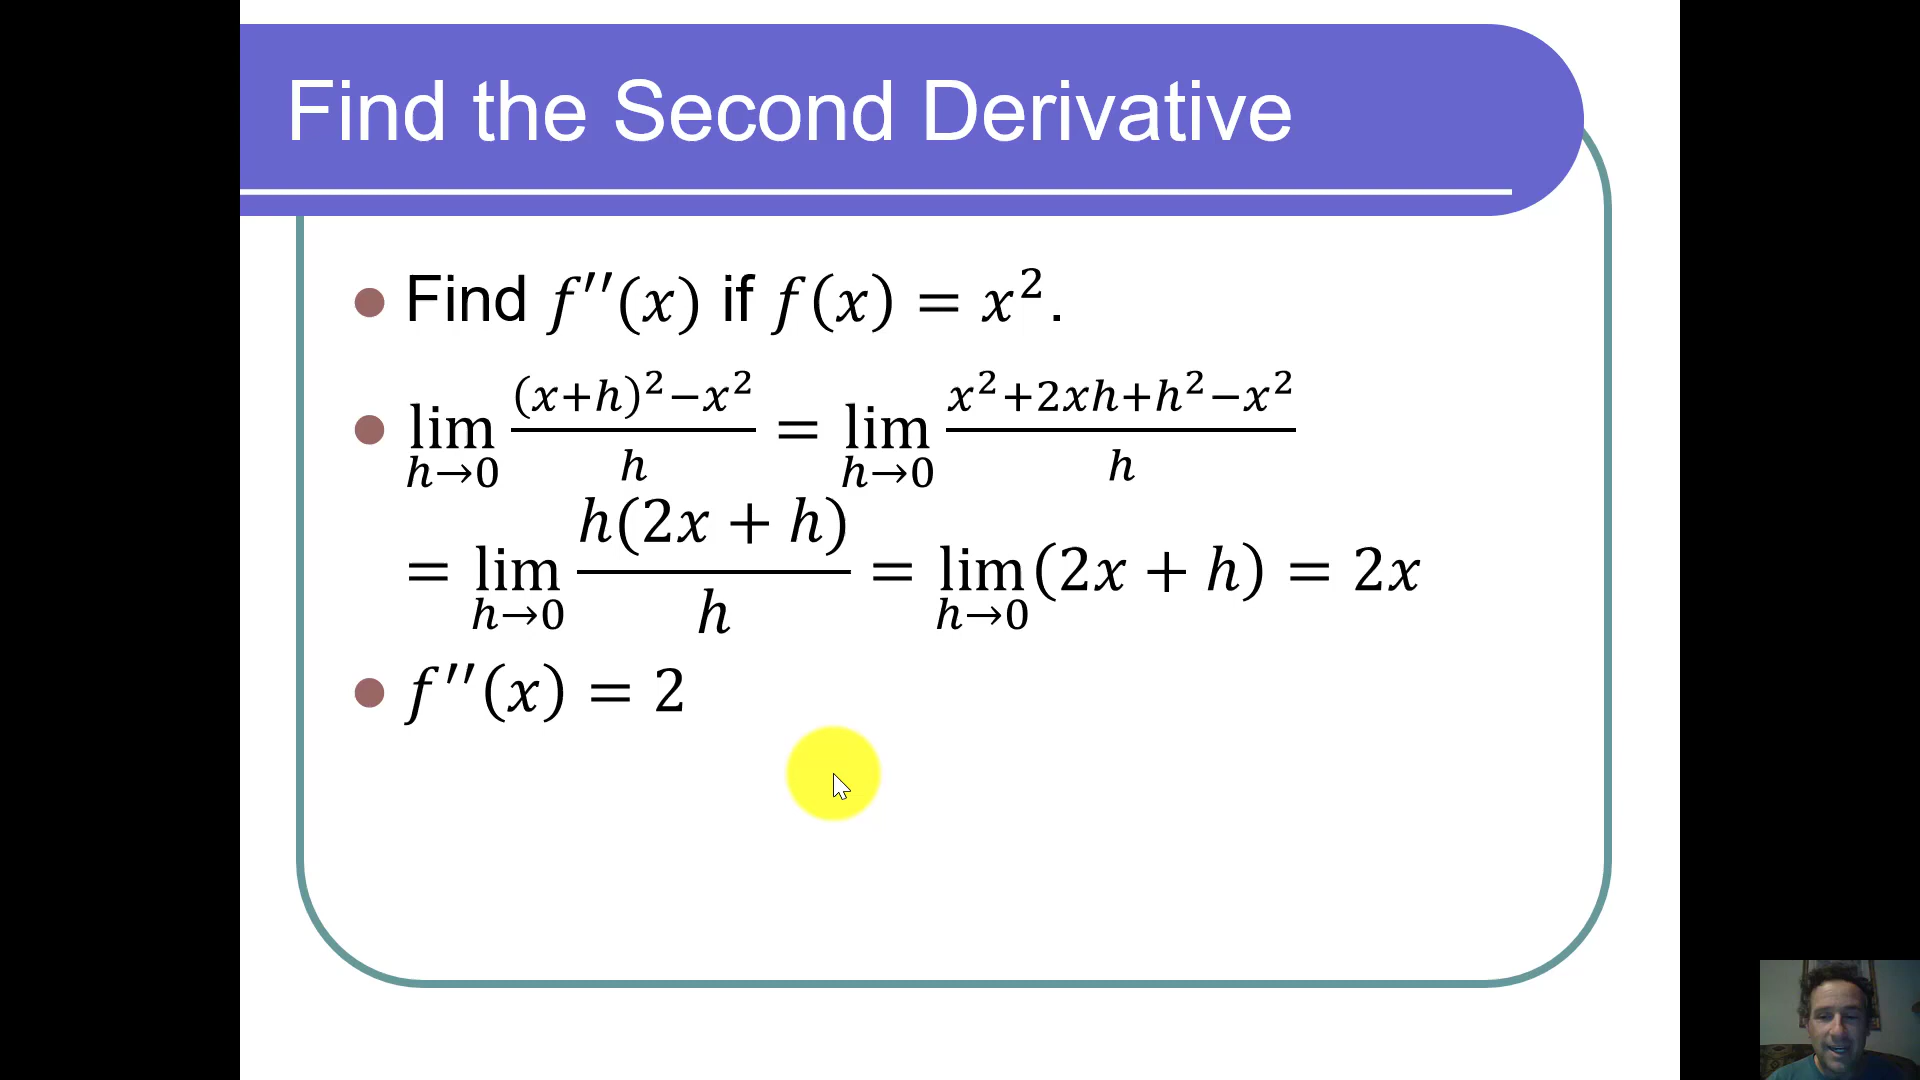 Find the Second Derivative
Find f′′(x) if f(x) = x².
lim h→0 (x+h)²−x² / h = lim h→0 x²+2xh+h²−x² / h
= lim h→0 h(2x + h) / h = lim h→0 (2x + h) = 2x
f′′(x) = 2